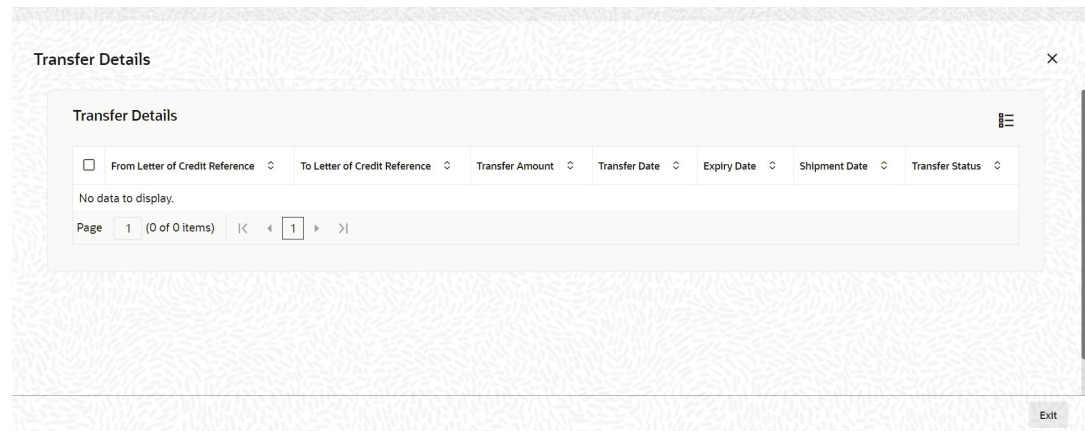 Transfer Details
Transfer Details
From Letter of Credit Reference To Letter of Credit Reference Transfer Amount Transfer Date Expiry Date Shipment Date Transfer Status
No data to display.
Page 1 (0 of 0 items) 1
Exit